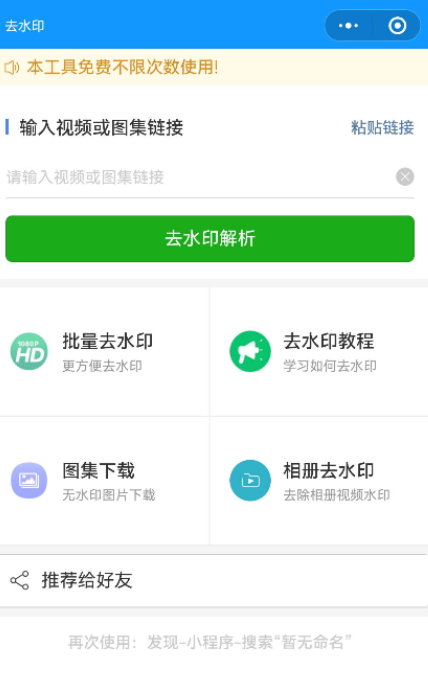 去水印
本工具免费不限次数使用!
输入视频或图集链接 粘贴链接
请输入视频或图集链接
去水印解析
1080P
HD
批量去水印
更方便去水印
去水印教程
学习如何去水印
图集下载
无水印图片下载
相册去水印
去除相册视频水印
推荐给好友
再次使用：发现-小程序-搜索“暂无命名”